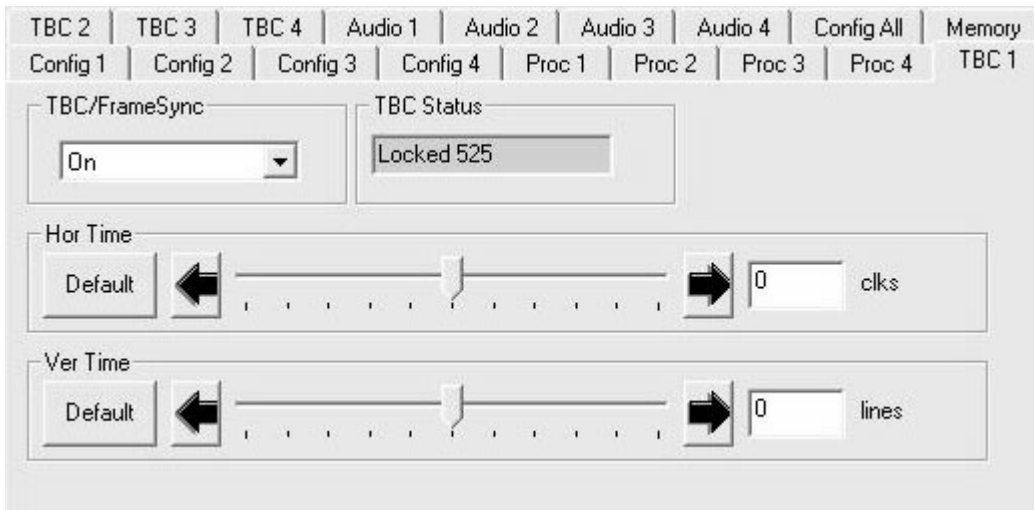 TBC 2 TBC 3 TBC 4 Audio 1 Audio 2 Audio 3 Audio 4 Config All Memory
Config 1 Config 2 Config 3 Config 4 Proc 1 Proc 2 Proc 3 Proc 4 TBC 1
TBC/FrameSync TBC Status
On Locked 525
Hor Time
Default 0 clks
Ver Time
Default 0 lines